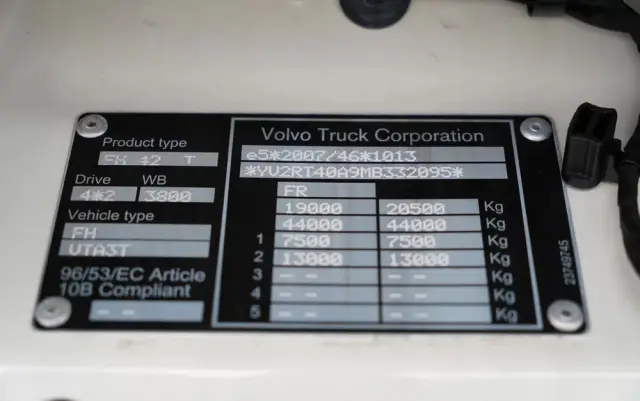 Product type
FH 42 T
Drive WB
4*2 3800
Vehicle type
FH
VTA3T
96/53/EC Article
10B Compliant
-- --
Volvo Truck Corporation
e5*2007/46*1013
*YV2RT40A9MB332095*
FR
19000 20500 Kg
44000 44000 Kg
1 7500 7500 Kg
2 13000 13000 Kg
3 -- -- Kg
4 -- -- Kg
5 -- -- Kg
23749745